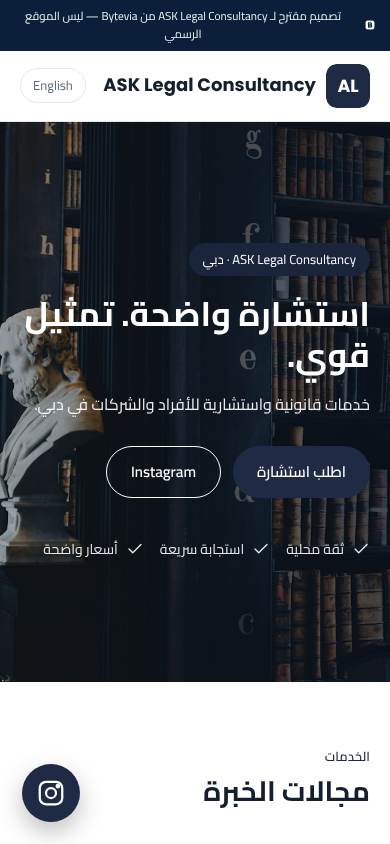 تصميم مقترح لـ ASK Legal Consultancy من Bytevia — ليس الموقع
الرسمي
B
AL
ASK Legal Consultancy
English
k
i
h
g
g
f
e
d
c
ASK Legal Consultancy · دبي
استشارة واضحة. تمثيل
قوي.
خدمات قانونية واستشارية للأفراد والشركات في دبي.
اطلب استشارة
Instagram
ثقة محلية
استجابة سريعة
أسعار واضحة
الخدمات
مجالات الخبرة